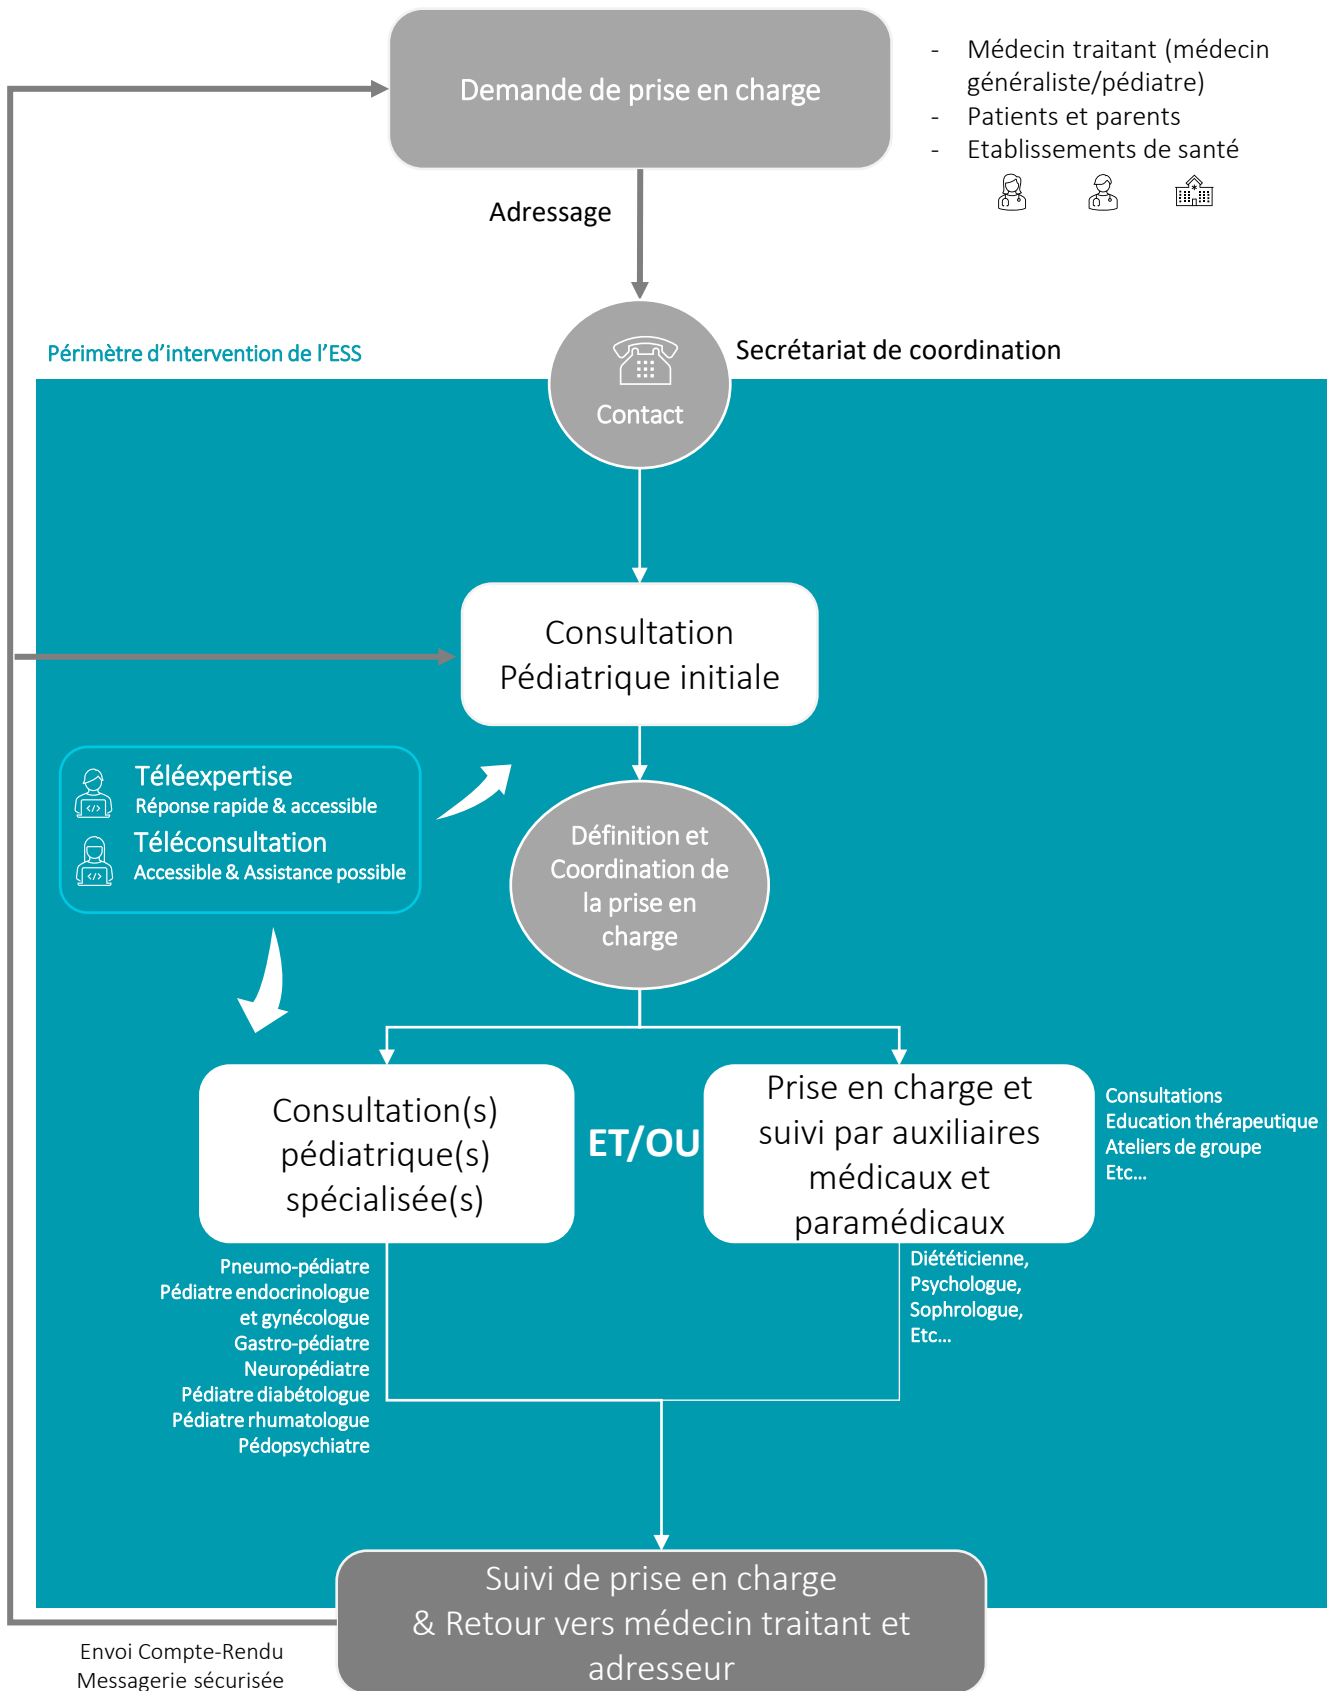 Demande de prise en charge
- Médecin traitant (médecin
généraliste/pédiatre)
- Patients et parents
- Etablissements de santé
Adressage
Périmètre d'intervention de l'ESS
Secrétariat de coordination
Contact
Consultation
Pédiatrique initiale
Téléexpertise
Réponse rapide & accessible
Téléconsultation
Accessible & Assistance possible
Définition et
Coordination de
la prise en
charge
Consultation(s)
pédiatrique(s)
spécialisée(s)
ET/OU
Prise en charge et
suivi par auxiliaires
médicaux et
paramédicaux
Consultations
Education thérapeutique
Ateliers de groupe
Etc...
Pneumo-pédiatre
Pédiatre endocrinologue
et gynécologue
Gastro-pédiatre
Neuropédiatre
Pédiatre diabétologue
Pédiatre rhumatologue
Pédopsychiatre
Diététicienne,
Psychologue,
Sophrologue,
Etc...
Suivi de prise en charge
& Retour vers médecin traitant et
adresseur
Envoi Compte-Rendu
Messagerie sécurisée